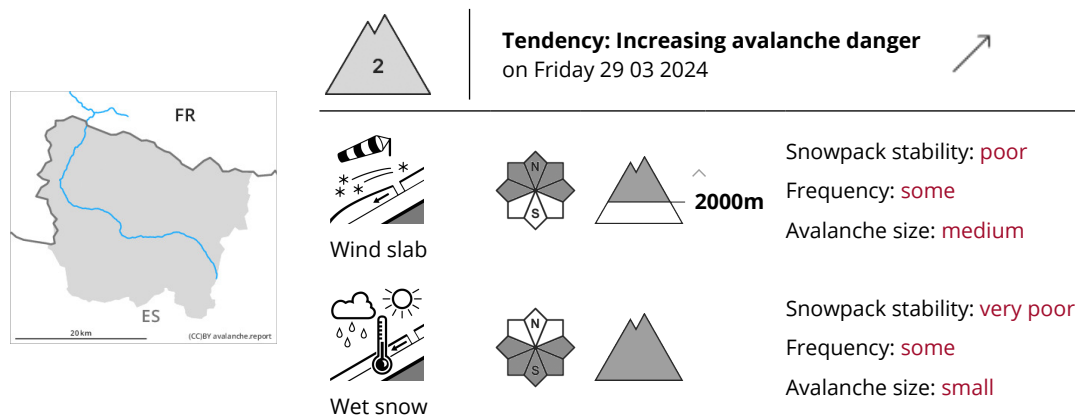 2
Tendency: Increasing avalanche danger
on Friday 29 03 2024
FR
ES
20 km
(CC)BY avalanche.report
N
S
2000m
Wind slab
Snowpack stability: poor
Frequency: some
Avalanche size: medium
N
S
Wet snow
Snowpack stability: very poor
Frequency: some
Avalanche size: small